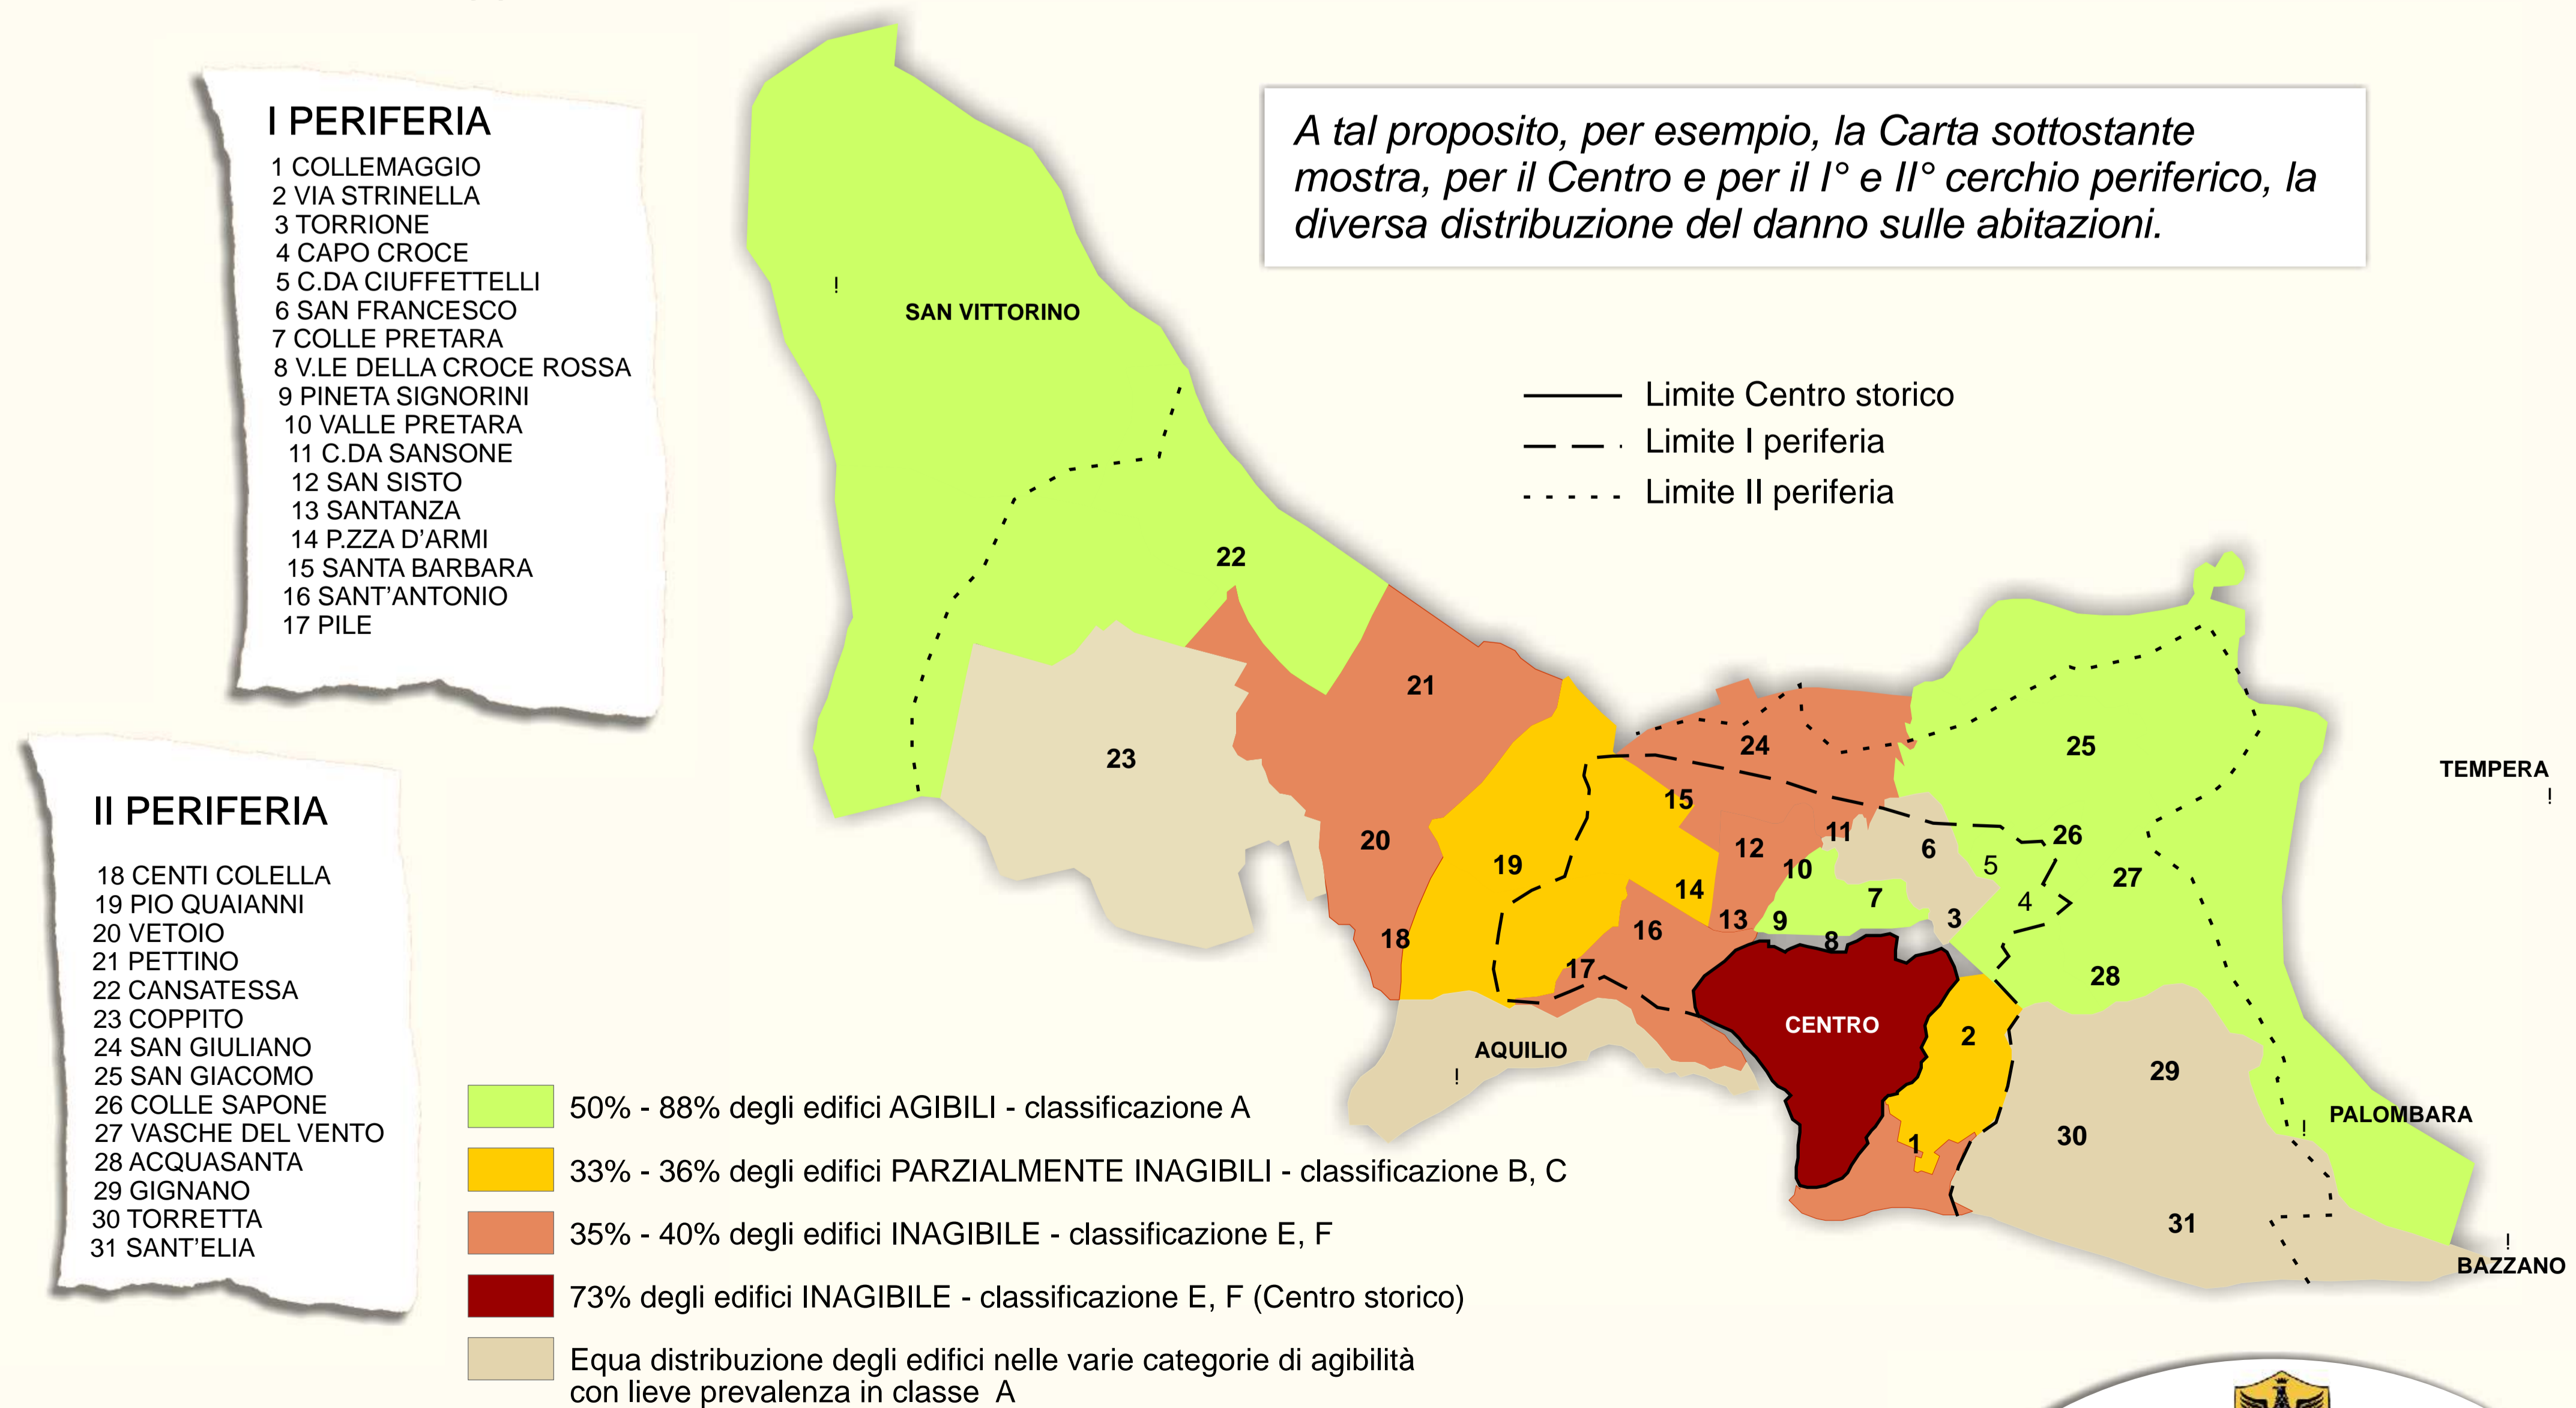 I PERIFERIA
1 COLLEMAGGIO
2 VIA STRINELLA
3 TORRIONE
4 CAPO CROCE
5 C.DA CIUFFETTELLI
6 SAN FRANCESCO
7 COLLE PRETARA
8 V.LE DELLA CROCE ROSSA
9 PINETA SIGNORINI
10 VALLE PRETARA
11 C.DA SANSONE
12 SAN SISTO
13 SANTANZA
14 P.ZZA D’ARMI
15 SANTA BARBARA
16 SANT’ANTONIO
17 PILE
II PERIFERIA
18 CENTI COLELLA
19 PIO QUAIANNI
20 VETOIO
21 PETTINO
22 CANSATESSA
23 COPPITO
24 SAN GIULIANO
25 SAN GIACOMO
26 COLLE SAPONE
27 VASCHE DEL VENTO
28 ACQUASANTA
29 GIGNANO
30 TORRETTA
31 SANT’ELIA
A tal proposito, per esempio, la Carta sottostante
mostra, per il Centro e per il I° e II° cerchio periferico, la
diversa distribuzione del danno sulle abitazioni.
Limite Centro storico
Limite I periferia
Limite II periferia
!
SAN VITTORINO
22
21
23
24
25
TEMPERA
!
15
20
12
11
6
26
19
10
5
27
14
7
4
18
16
13
9
3
8
17
28
CENTRO
2
AQUILIO
!
29
PALOMBARA
!
30
1
31
!
BAZZANO
50% - 88% degli edifici AGIBILI - classificazione A
33% - 36% degli edifici PARZIALMENTE INAGIBILI - classificazione B, C
35% - 40% degli edifici INAGIBILE - classificazione E, F
73% degli edifici INAGIBILE - classificazione E, F (Centro storico)
Equa distribuzione degli edifici nelle varie categorie di agibilità
con lieve prevalenza in classe A